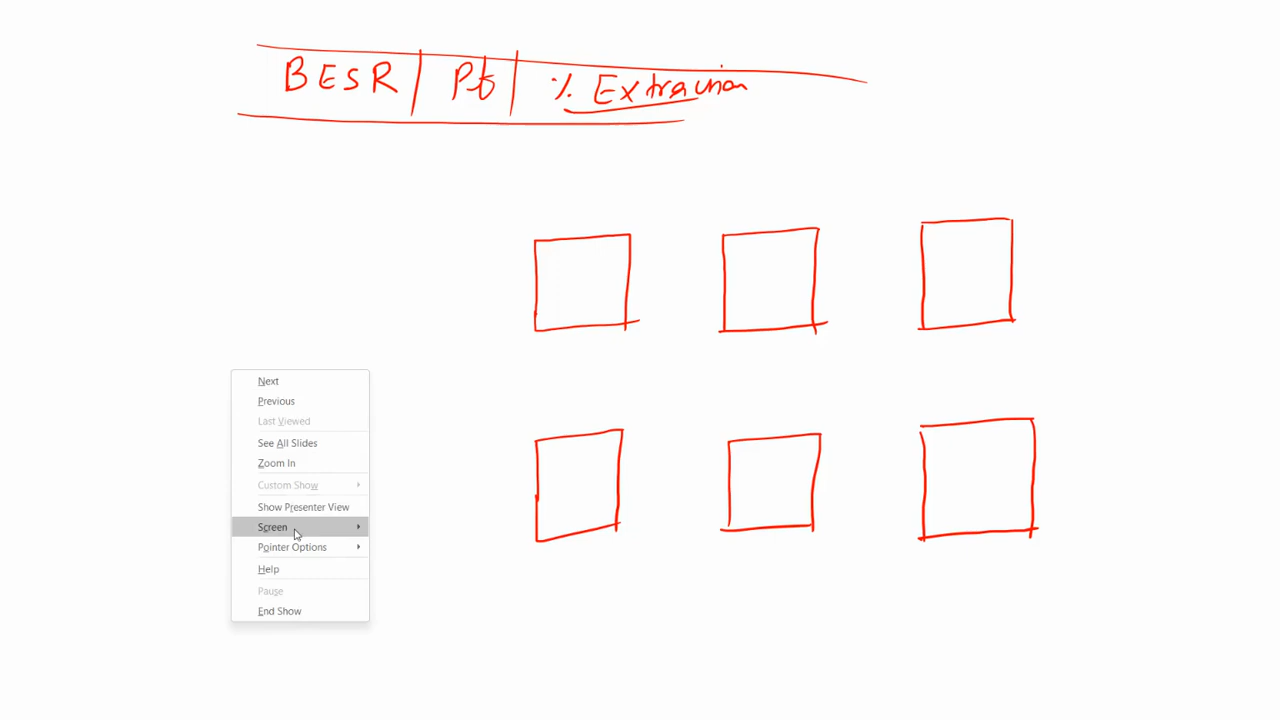 BESR | Pf | % Extraction
Next
Previous
Last Viewed
See All Slides
Zoom In
Custom Show
Show Presenter View
Screen
Pointer Options
Help
Pause
End Show